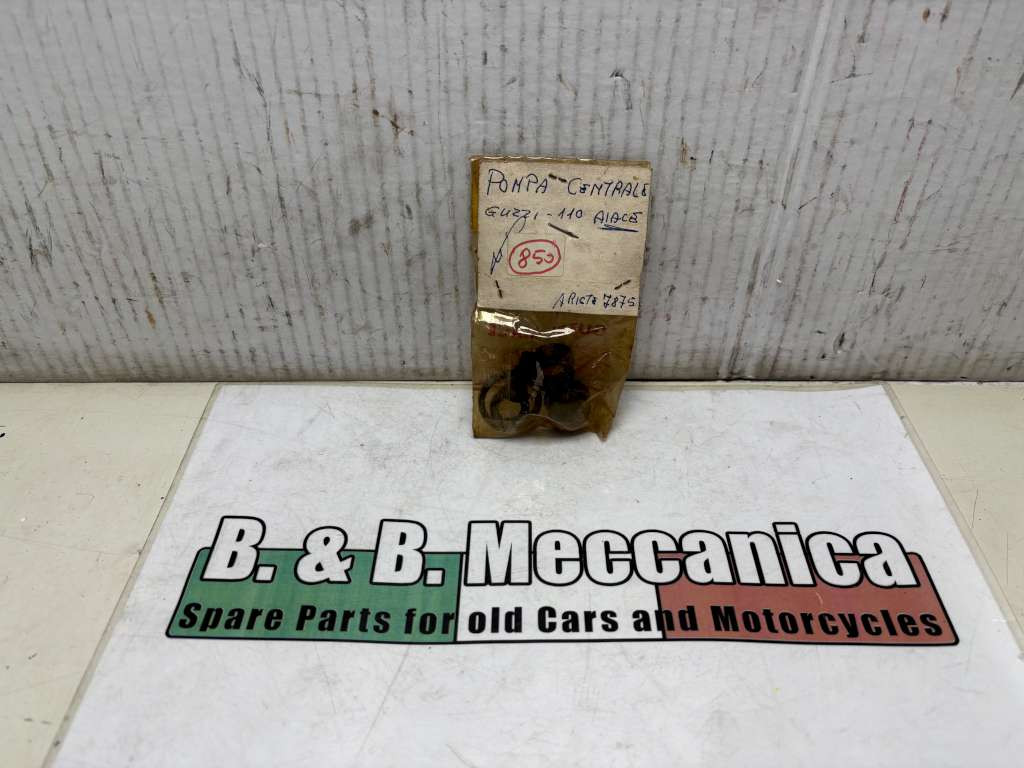 POMPA CENTRALE
GUZZI - 110 AIACE
850
ARIETE 7875
B. & B. Meccanica
Spare Parts for old Cars and Motorcycles